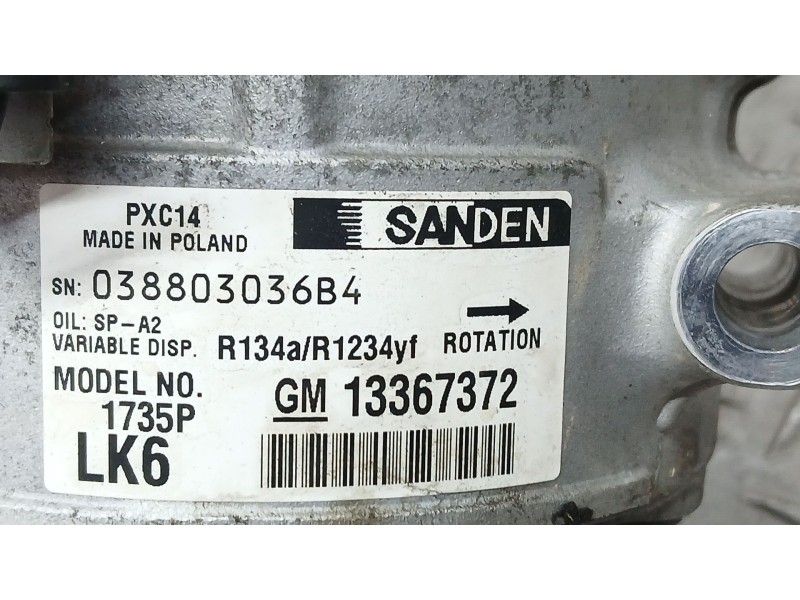 PXC14
MADE IN POLAND
SANDEN
SN: 038803036B4
OIL: SP-A2
VARIABLE DISP. R134a/R1234yf ROTATION
MODEL NO. GM 13367372
1735P
LK6